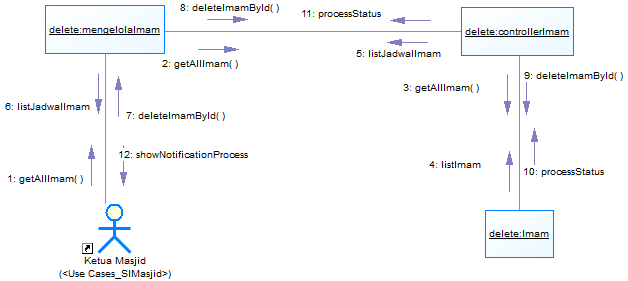 8: deleteImamById( )
11: processStatus
delete:mengelolaImam
delete:controllerImam
2: getAllImam( )
5: listJadwalImam
6: listJadwalImam
7: deleteImamById( )
3: getAllImam( )
9: deleteImamById( )
12: showNotificationProcess
4: listImam
10: processStatus
1: getAllImam( )
delete:Imam
Ketua Masjid
(<Use Cases_SIMasjid>)